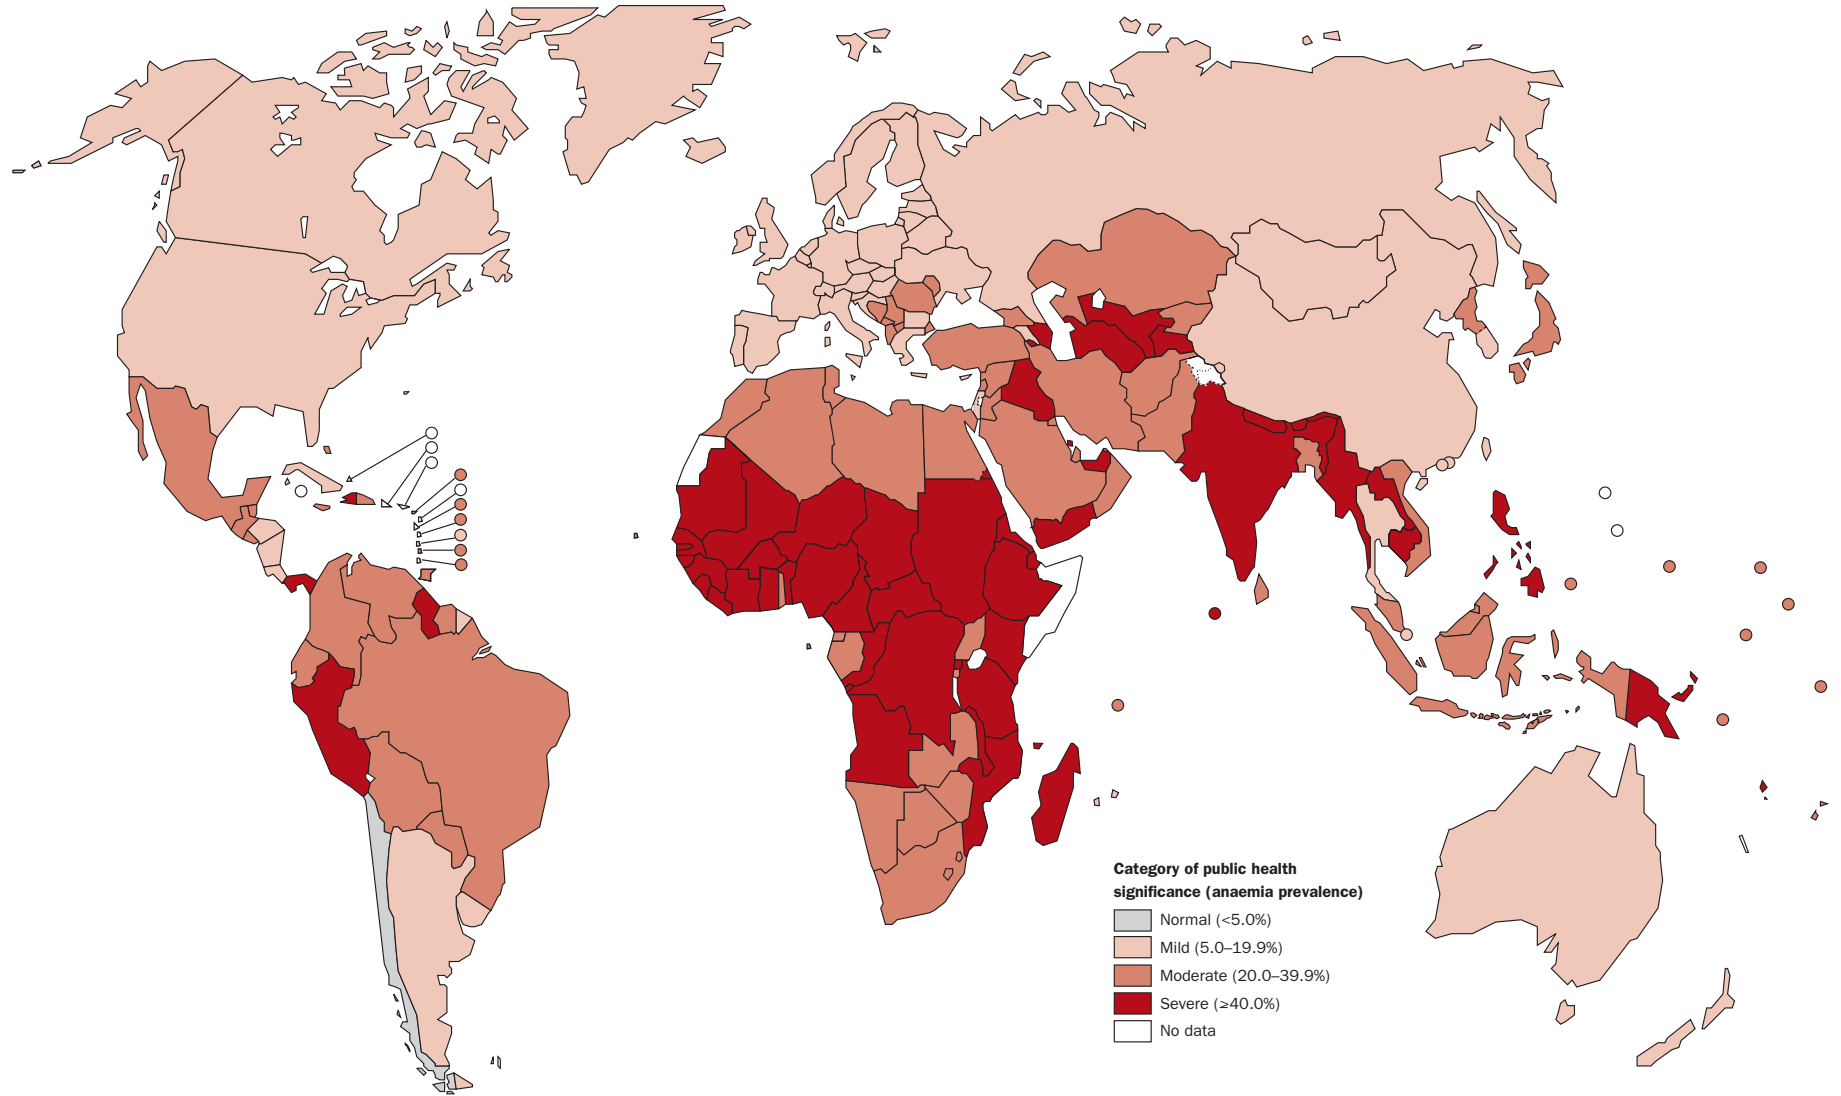 Category of public health
significance (anaemia prevalence)
Normal (<5.0%)
Mild (5.0–19.9%)
Moderate (20.0–39.9%)
Severe (≥40.0%)
No data